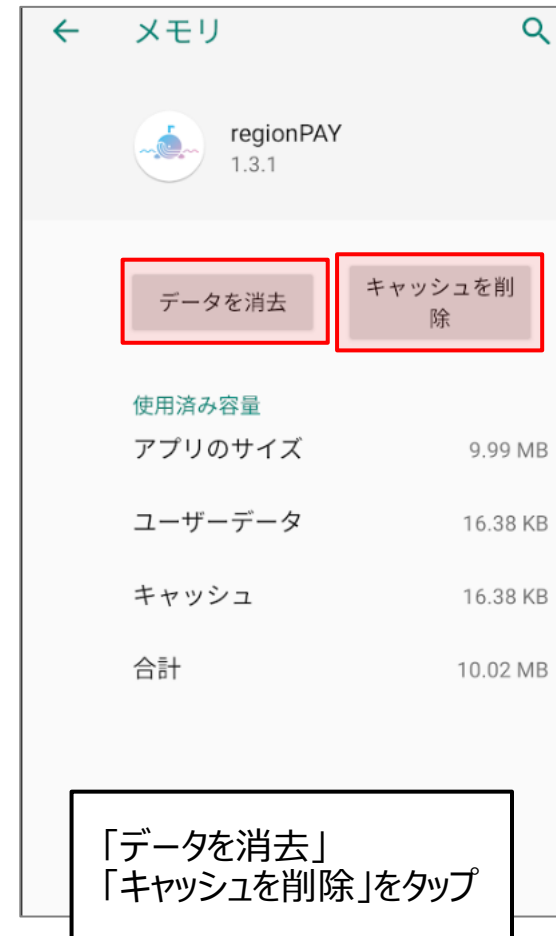 メモリ
regionPAY
1.3.1
データを消去
キャッシュを削
除
使用済み容量
アプリのサイズ 9.99 MB
ユーザーデータ 16.38 KB
キャッシュ 16.38 KB
合計 10.02 MB
「データを消去」
「キャッシュを削除」をタップ